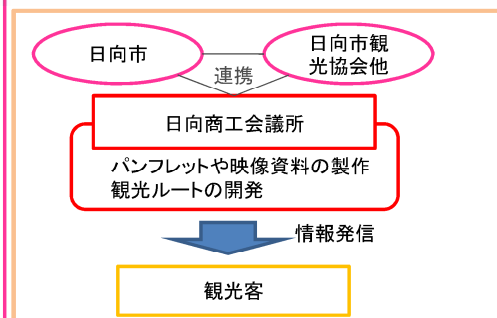 日向市
日向市観
光協会他
連携
日向商工会議所
パンフレットや映像資料の製作
観光ルートの開発
情報発信
観光客